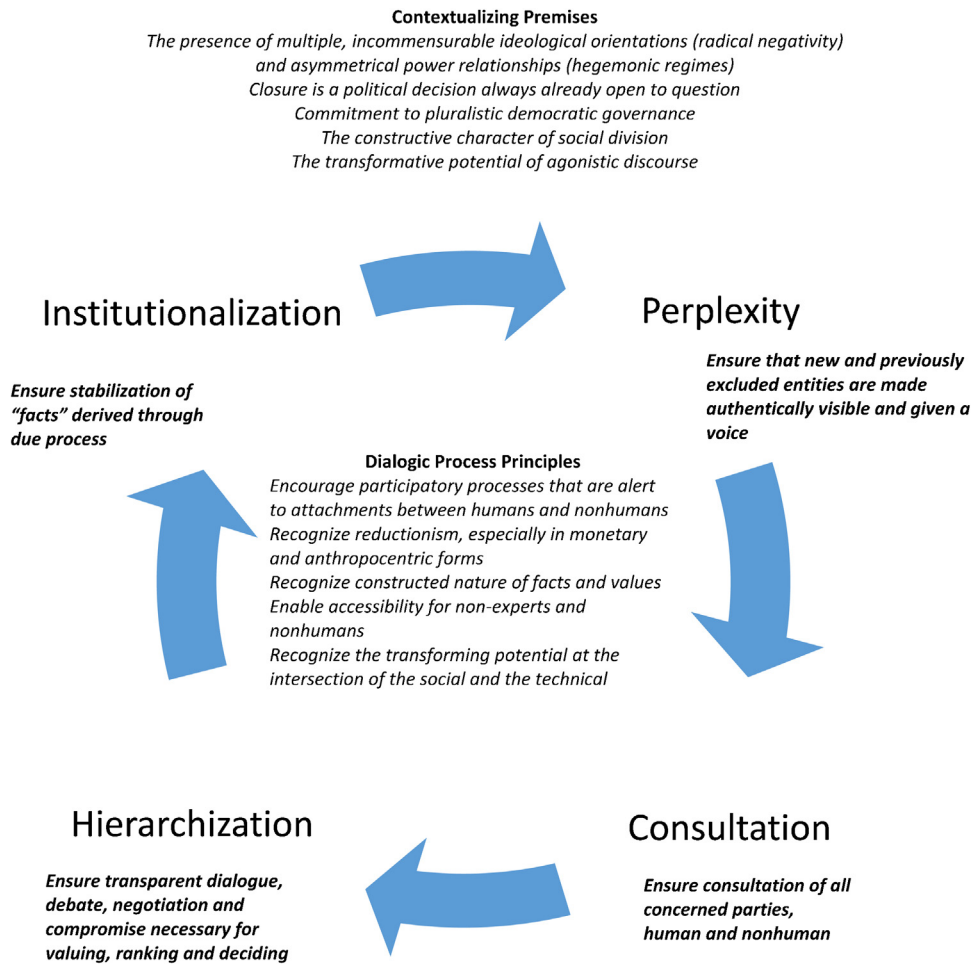 Contextualizing Premises
The presence of multiple, incommensurable ideological orientations (radical negativity)
and asymmetrical power relationships (hegemonic regimes)
Closure is a political decision always already open to question
Commitment to pluralistic democratic governance
The constructive character of social division
The transformative potential of agonistic discourse
Institutionalization
Perplexity
Ensure stabilization of
“facts” derived through
due process
Ensure that new and previously
excluded entities are made
authentically visible and given a
voice
Dialogic Process Principles
Encourage participatory processes that are alert
to attachments between humans and nonhumans
Recognize reductionism, especially in monetary
and anthropocentric forms
Recognize constructed nature of facts and values
Enable accessibility for non-experts and
nonhumans
Recognize the transforming potential at the
intersection of the social and the technical
Hierarchization
Consultation
Ensure transparent dialogue,
debate, negotiation and
compromise necessary for
valuing, ranking and deciding
Ensure consultation of all
concerned parties,
human and nonhuman